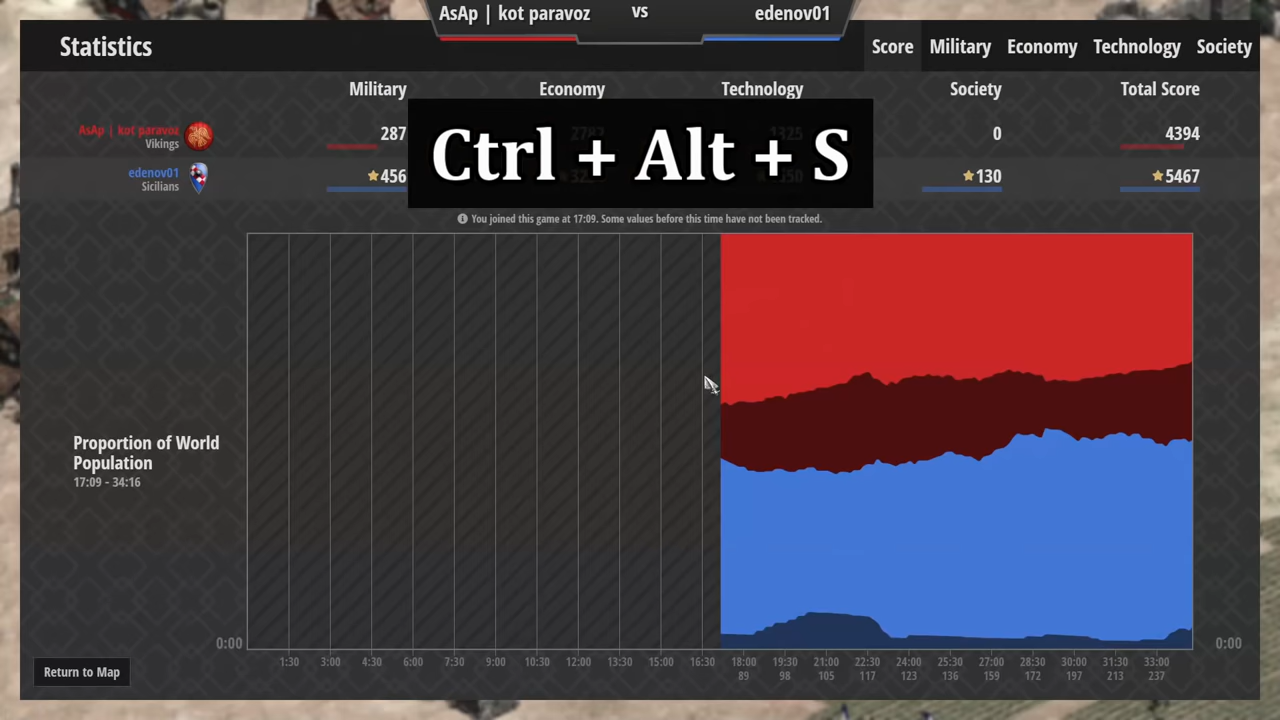 AsAp | kot paravoz vs edenov01
Statistics
Score Military Economy Technology Society
Military Economy Technology Society Total Score
AsAp | kot paravoz
Vikings
287 2787 1325 0 4394
edenov01
Sicilians
456 130 5467
Ctrl + Alt + S
You joined this game at 17:09. Some values before this time have not been tracked.
Proportion of World
Population
17:09 - 34:16
0:00 0:00
1:30 3:00 4:30 6:00 7:30 9:00 10:30 12:00 13:30 15:00 16:30 18:00 19:30 21:00 22:30 24:00 25:30 27:00 28:30 30:00 31:30 33:00
89 98 105 117 123 136 159 172 197 213 237
Return to Map